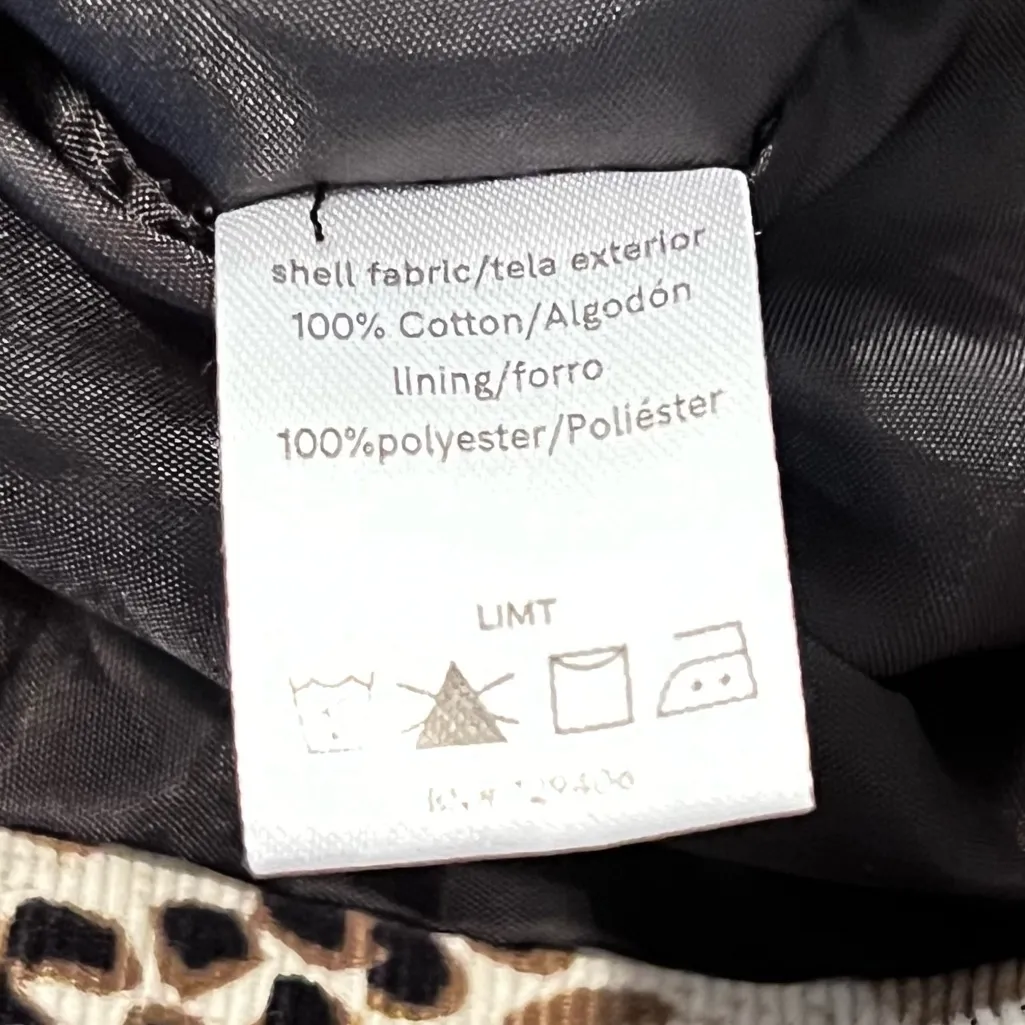 shell fabric/tela exterior
100% Cotton/Algodón
lining/forro
100%polyester/Poliéster
LIMT